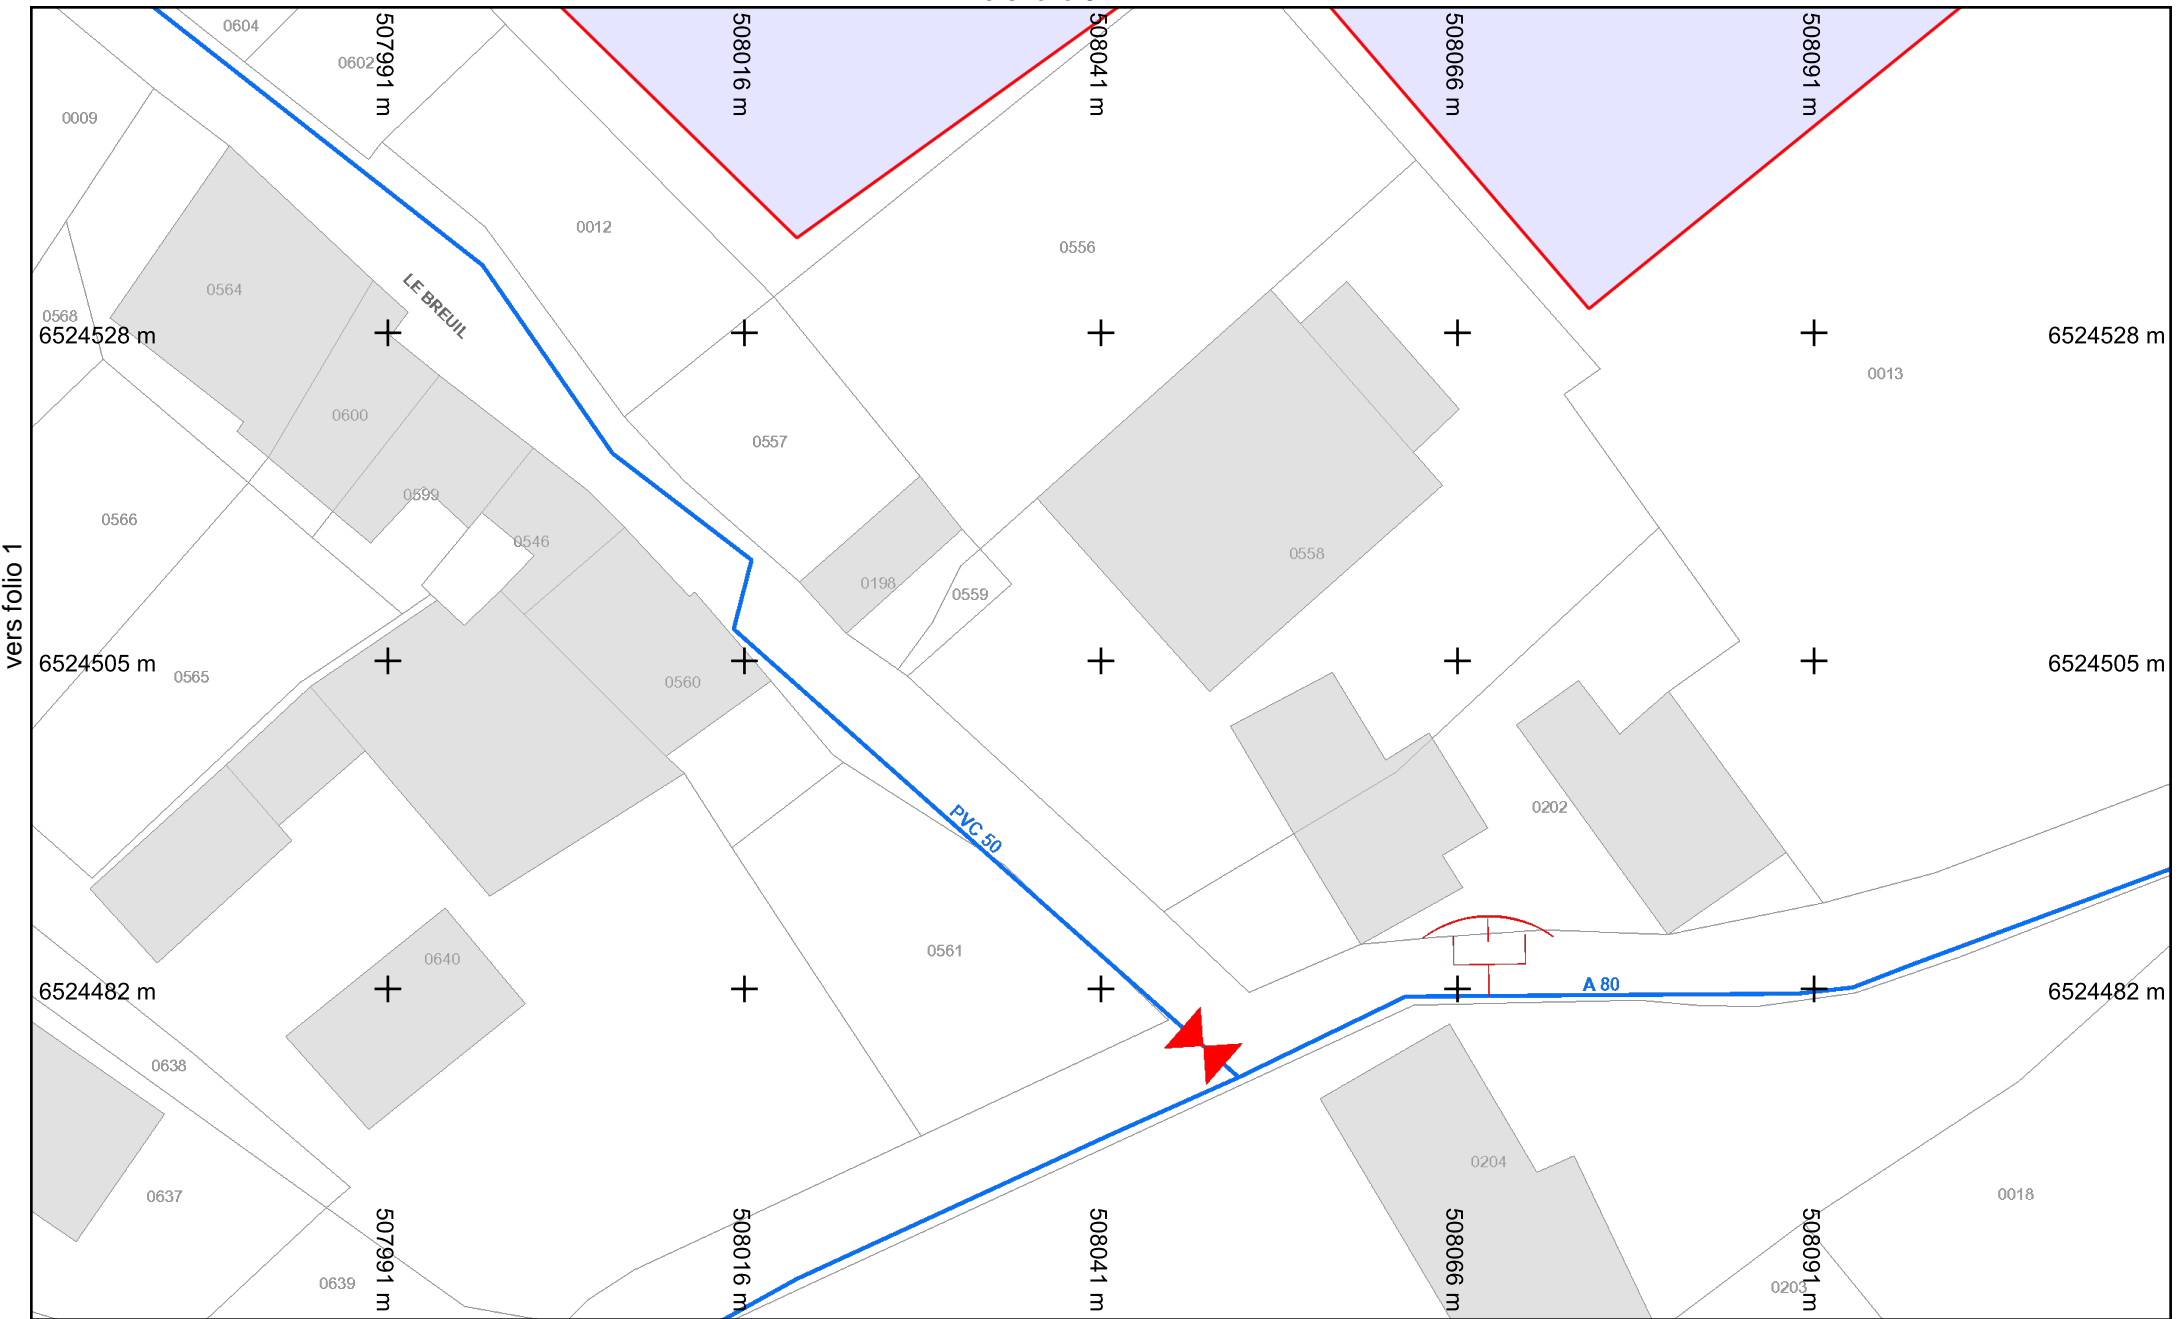 0604
0602
507991 m
508016 m
508041 m
508066 m
508091 m
0009
0012
0556
0564
LE BREUIL
0568
6524528 m
6524528 m
0013
0600
0557
0599
0566
0546
0558
0198
0559
vers folio 1
6524505 m
6524505 m
0565
0560
PVC 50
0202
0561
0640
A 80
6524482 m
6524482 m
0638
0204
0637
0018
507991 m
508016 m
508041 m
508066 m
508091 m
0639
0203